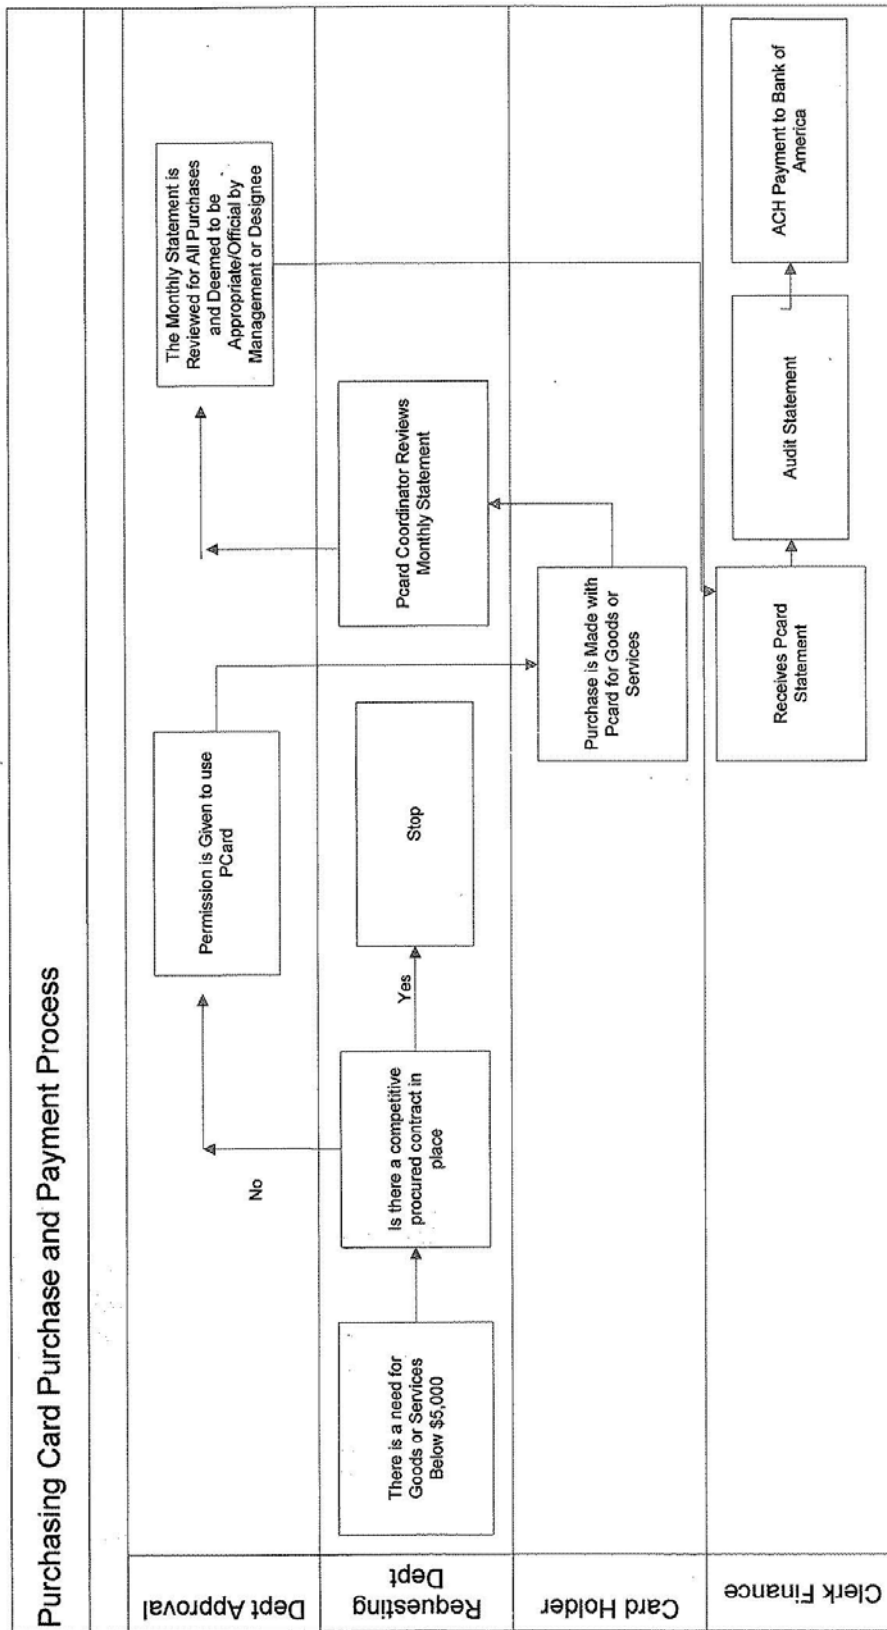 Purchasing Card Purchase and Payment Process
Dept Approval
Permission is Given to use
PCard
The Monthly Statement is
Reviewed for All Purchases
and Deemed to be
Appropriate/Official by
Management or Designee
No
Requesting
Dept
There is a need for
Goods or Services
Below $5,000
Is there a competitive
procured contract in
place
Yes
Stop
Pcard Coordinator Reviews
Monthly Statement
Card Holder
Purchase is Made with
Pcard for Goods or
Services
Clerk Finance
Receives Pcard
Statement
Audit Statement
ACH Payment to Bank of
America